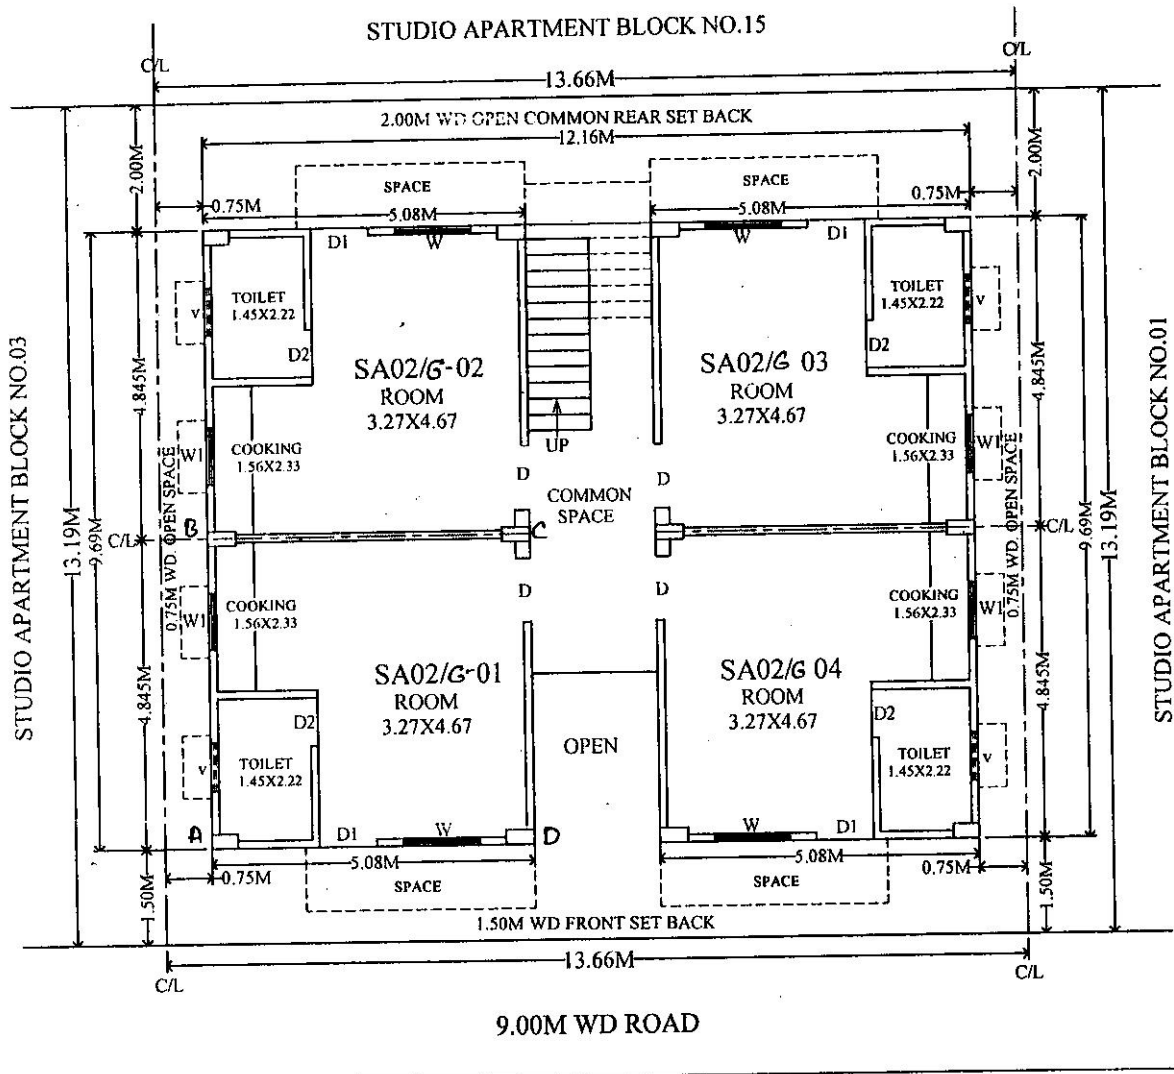 STUDIO APARTMENT BLOCK NO.15
C/L
C/L
13.66M
2.00M WD OPEN COMMON REAR SET BACK
12.16M
2.00M
2.00M
SPACE
SPACE
0.75M
5.08M
5.08M
0.75M
D1
W
W
D1
TOILET
1.45X2.22
TOILET
1.45X2.22
V
V
D2
D2
SA02/G-02
ROOM
3.27X4.67
SA02/G 03
ROOM
3.27X4.67
STUDIO APARTMENT BLOCK NO.03
STUDIO APARTMENT BLOCK NO.01
13.19M
9.69M
4.845M
4.845M
9.69M
13.19M
UP
W1
COOKING
1.56X2.33
COOKING
1.56X2.33
W1
D
D
COMMON
SPACE
0.75M WD. OPEN SPACE
0.75M WD. OPEN SPACE
C/L
B
C
C/L
D
D
W1
COOKING
1.56X2.33
COOKING
1.56X2.33
W1
4.845M
4.845M
SA02/G-01
ROOM
3.27X4.67
SA02/G 04
ROOM
3.27X4.67
D2
D2
OPEN
V
TOILET
1.45X2.22
TOILET
1.45X2.22
V
A
D1
W
D
W
D1
5.08M
5.08M
0.75M
0.75M
SPACE
SPACE
1.50M
1.50M
1.50M WD FRONT SET BACK
13.66M
C/L
C/L
9.00M WD ROAD